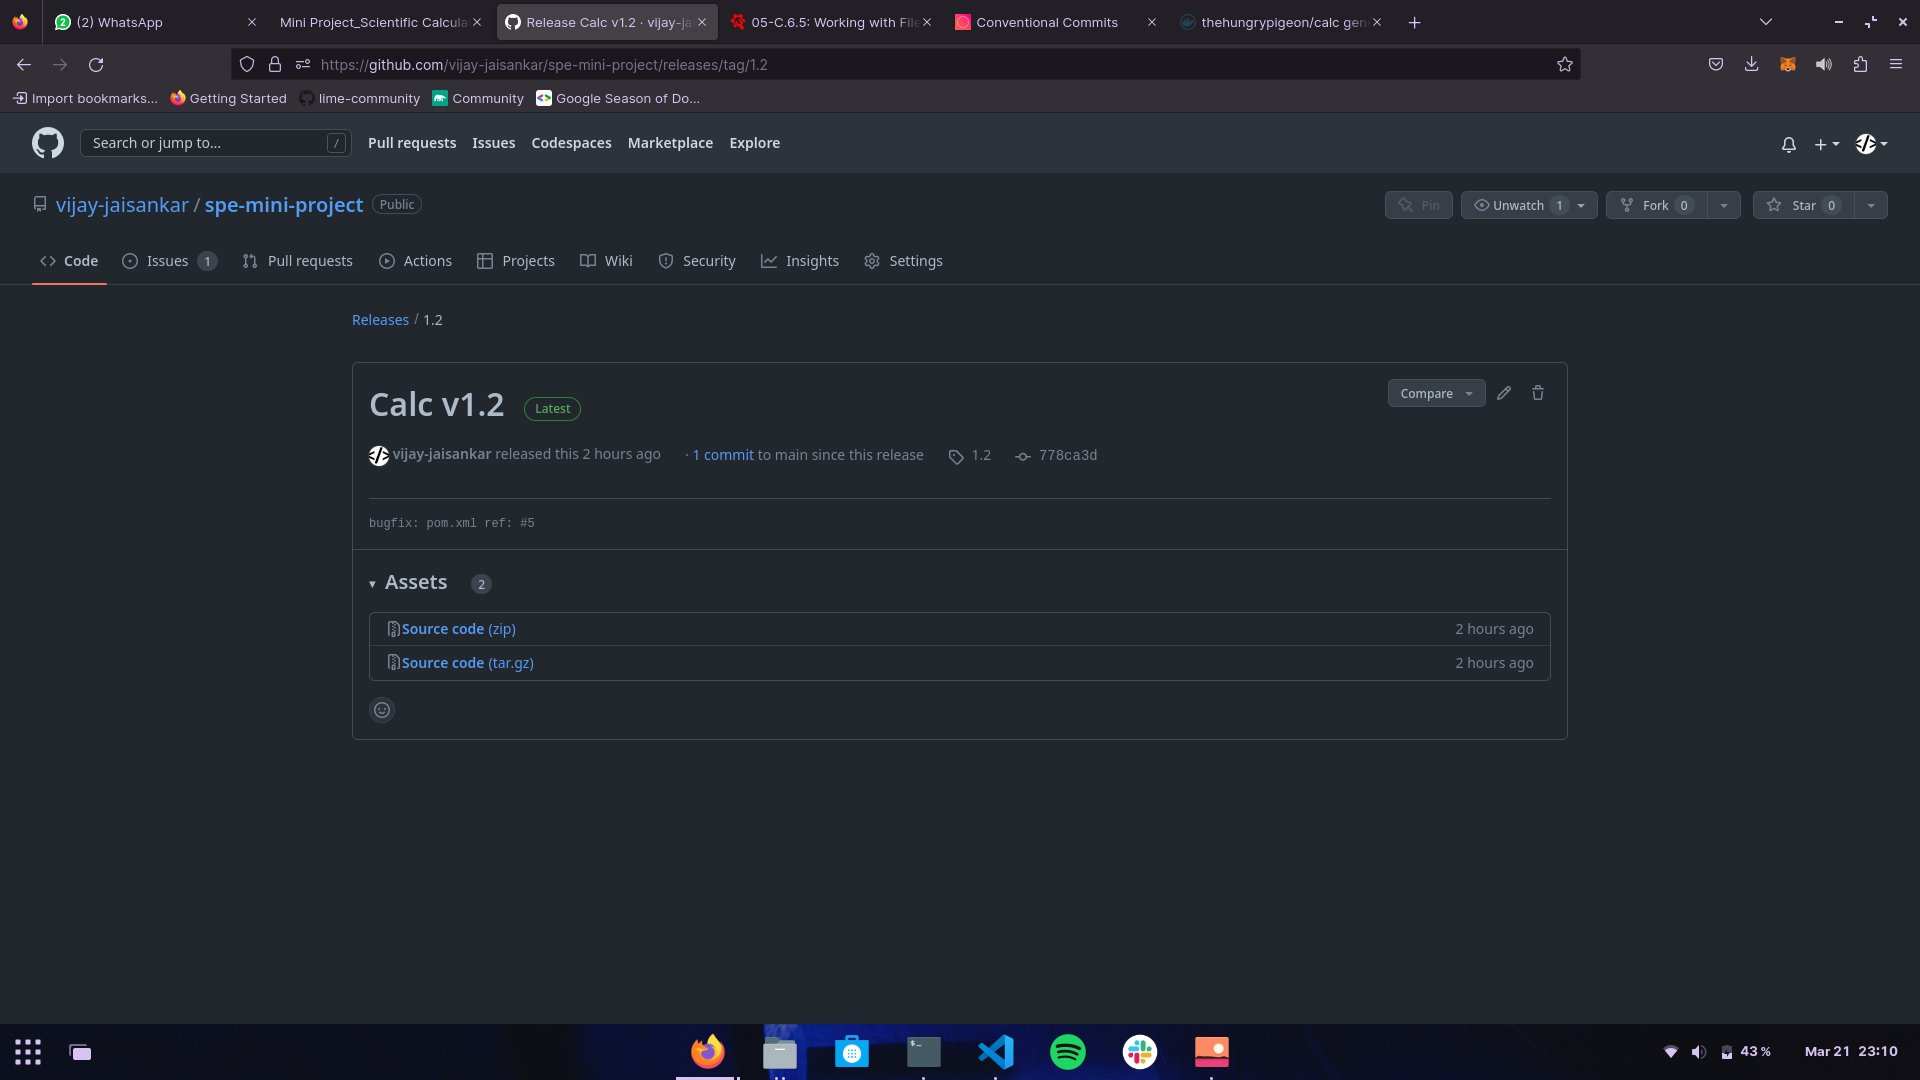 (2) WhatsApp
Mini Project_Scientific Calcula
Release Calc v1.2 · vijay-ja
05-C.6.5: Working with File
Conventional Commits
thehungrypigeon/calc gen
https://github.com/vijay-jaisankar/spe-mini-project/releases/tag/1.2
Import bookmarks...
Getting Started
lime-community
Community
Google Season of Do...
Search or jump to...
/
Pull requests
Issues
Codespaces
Marketplace
Explore
vijay-jaisankar / spe-mini-project
Public
Pin
Unwatch 1
Fork 0
Star 0
Code
Issues 1
Pull requests
Actions
Projects
Wiki
Security
Insights
Settings
Releases / 1.2
Calc v1.2
Latest
Compare
vijay-jaisankar released this 2 hours ago
· 1 commit to main since this release
1.2
778ca3d
bugfix: pom.xml ref: #5
Assets 2
Source code (zip)
2 hours ago
Source code (tar.gz)
2 hours ago
43 %
Mar 21 23:10